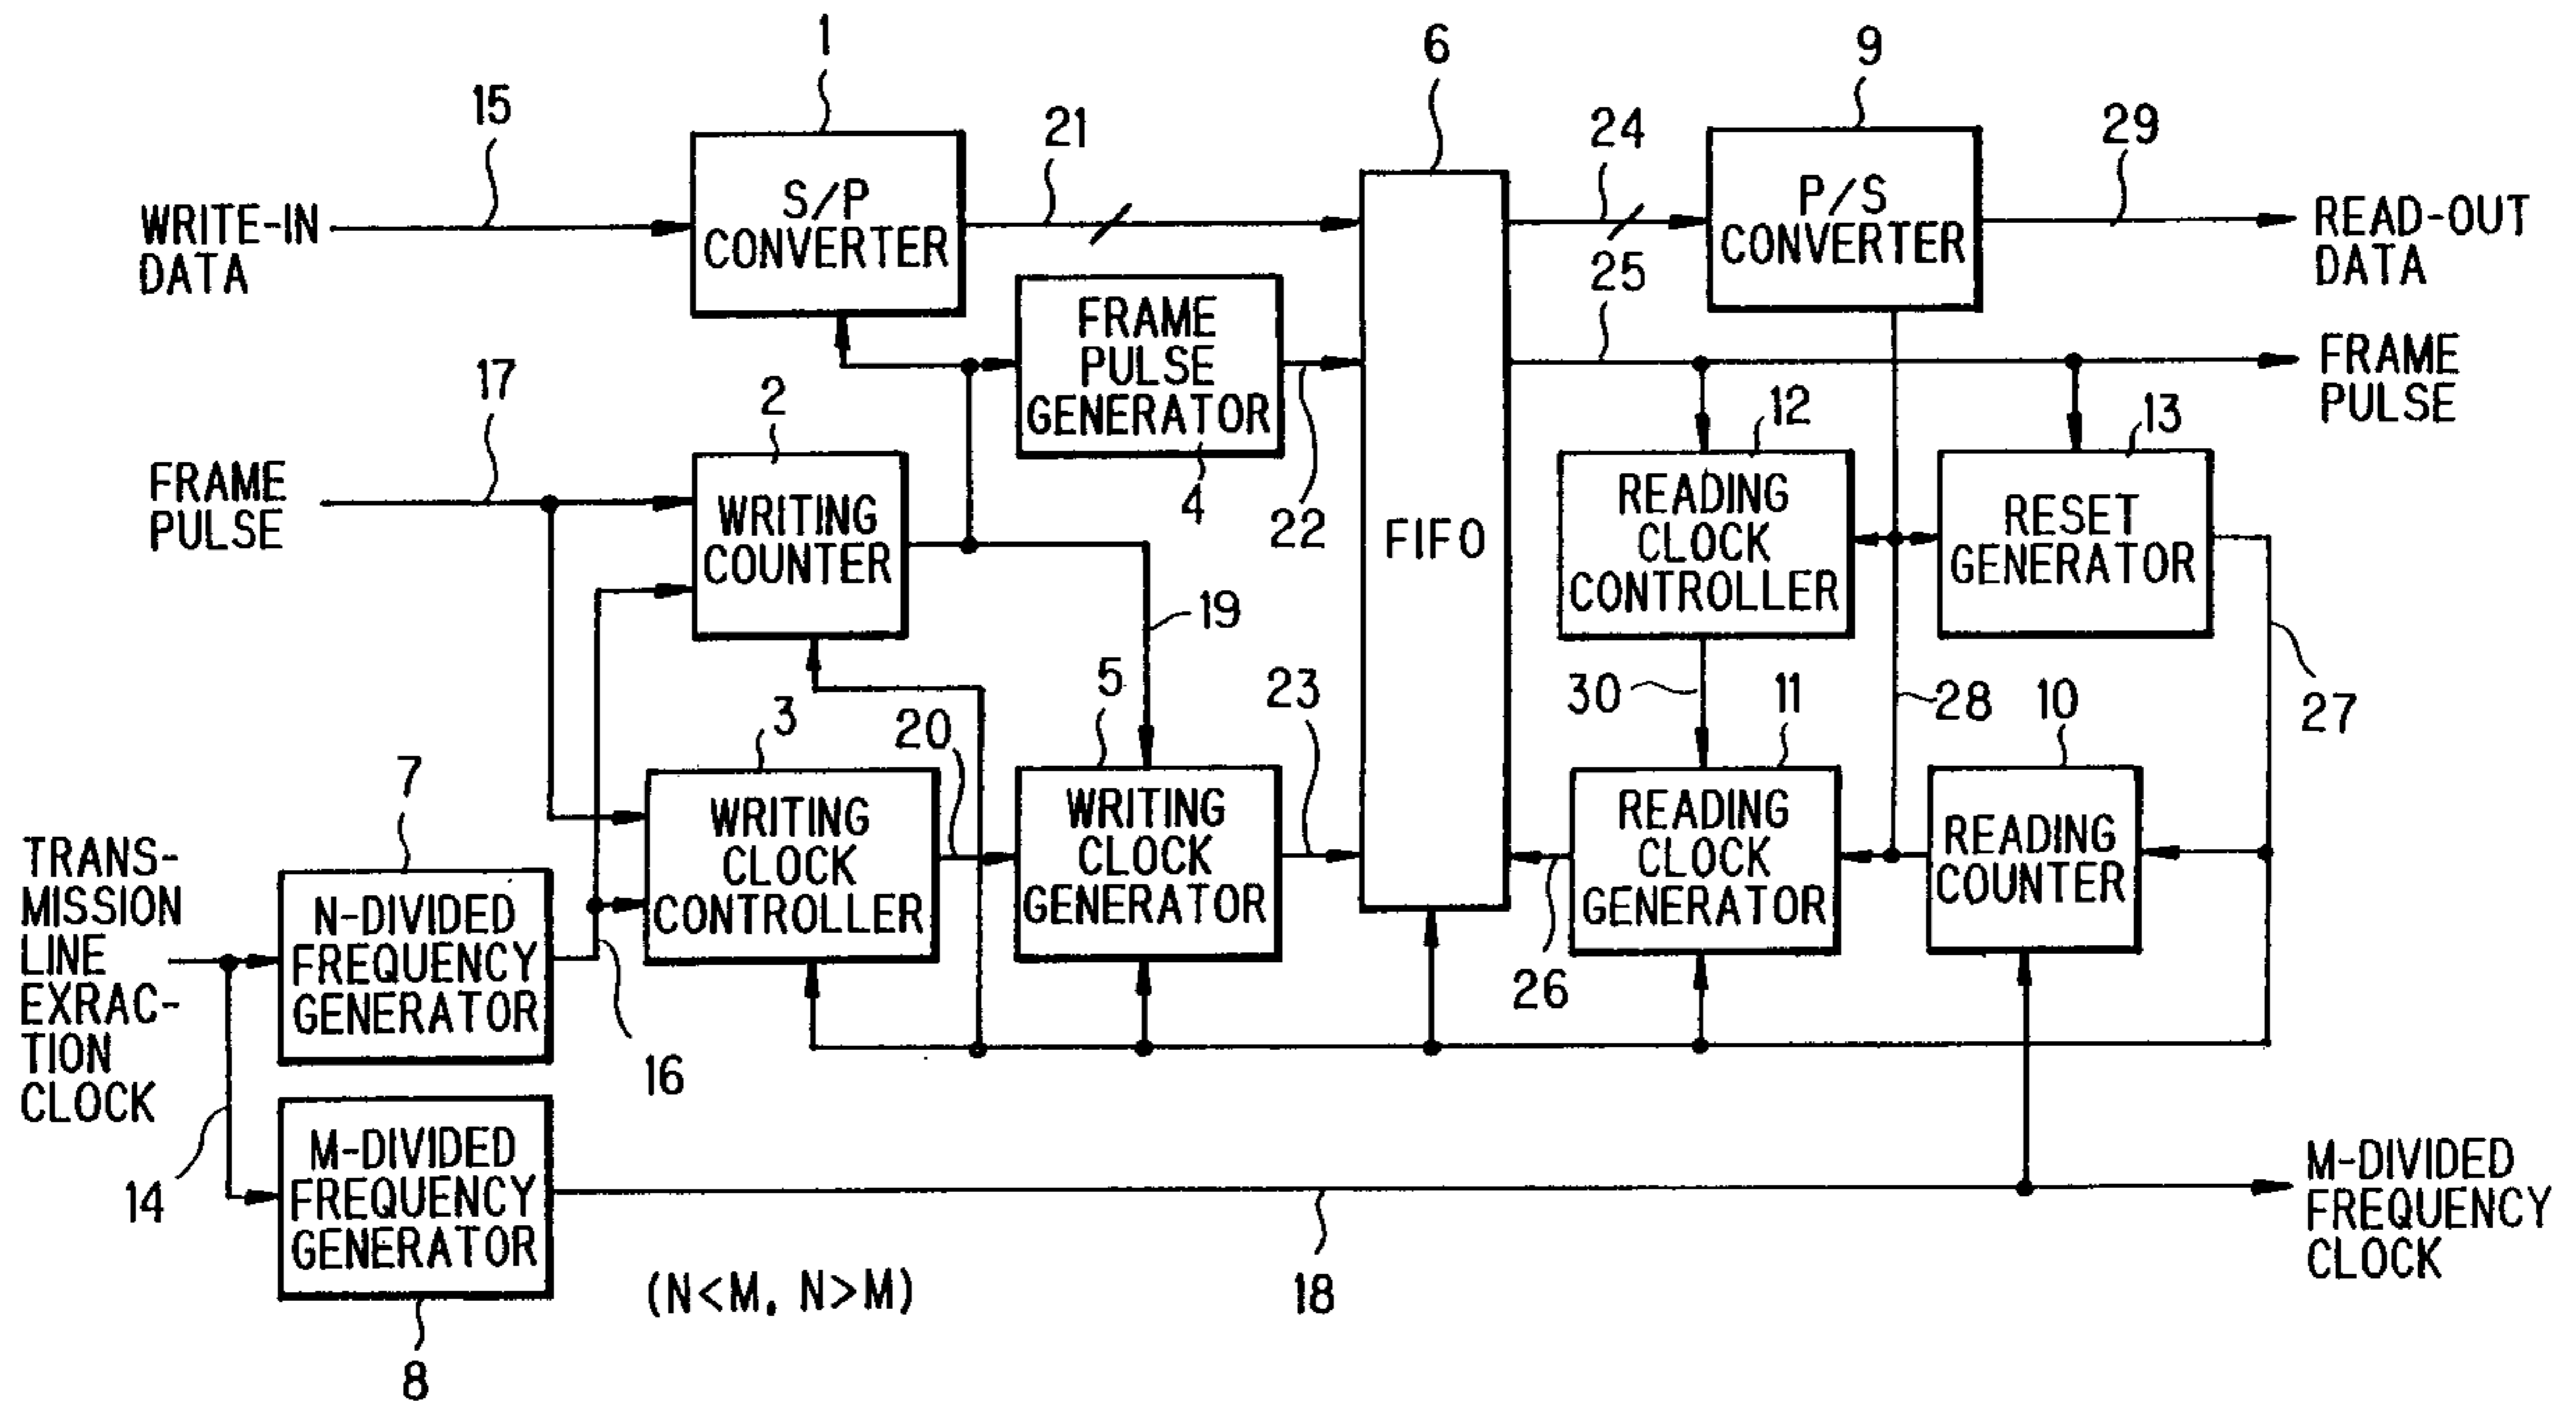 1
6
9
15
21
24
29
S/P
CONVERTER
P/S
CONVERTER
WRITE-IN
DATA
READ-OUT
DATA
25
FRAME
PULSE
GENERATOR
4
22
FRAME
PULSE
17
2
12
13
FRAME
PULSE
WRITING
COUNTER
FIFO
READING
CLOCK
CONTROLLER
RESET
GENERATOR
19
5
23
30
11
28
10
27
3
20
7
WRITING
CLOCK
CONTROLLER
WRITING
CLOCK
GENERATOR
READING
CLOCK
GENERATOR
READING
COUNTER
TRANS-
MISSION
LINE
EXRAC-
TION
CLOCK
N-DIVIDED
FREQUENCY
GENERATOR
26
16
14
M-DIVIDED
FREQUENCY
GENERATOR
M-DIVIDED
FREQUENCY
CLOCK
(N<M, N>M)
18
8